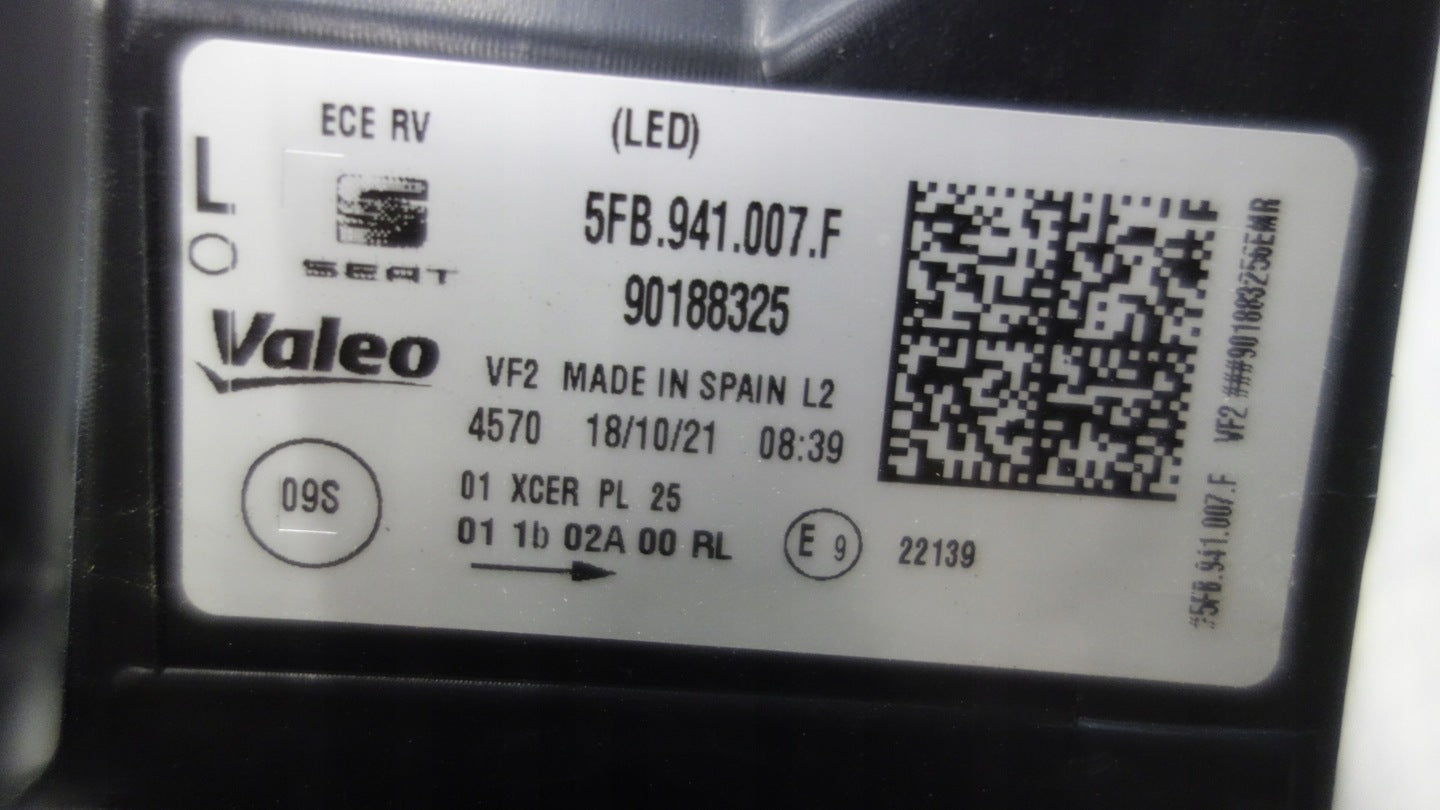 L
O
ECE RV
(LED)
SEAT
5FB.941.007.F
90188325
Valeo
VF2 MADE IN SPAIN L2
4570 18/10/21 08:39
09S
01 XCER PL 25
01 1b 02A 00 RL
E 9
22139
#5FB.941.007.F VF2 ###901883256EMR